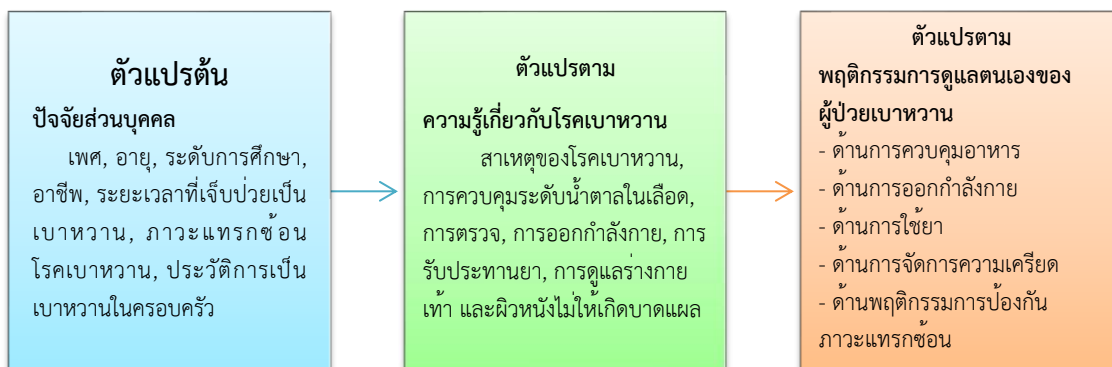 ตัวแปรต้น
ปัจจัยส่วนบุคคล
เพศ, อายุ, ระดับการศึกษา,
อาชีพ, ระยะเวลาที่เจ็บป่วยเป็น
เบาหวาน, ภาวะแทรกซ้อน
โรคเบาหวาน, ประวัติการเป็น
เบาหวานในครอบครัว
ตัวแปรตาม
ความรู้เกี่ยวกับโรคเบาหวาน
สาเหตุของโรคเบาหวาน,
การควบคุมระดับน้ำตาลในเลือด,
การตรวจ, การออกกำลังกาย, การ
รับประทานยา, การดูแลร่างกาย
เท้า และผิวหนังไม่ให้เกิดบาดแผล
ตัวแปรตาม
พฤติกรรมการดูแลตนเองของ
ผู้ป่วยเบาหวาน
- ด้านการควบคุมอาหาร
- ด้านการออกกำลังกาย
- ด้านการใช้ยา
- ด้านการจัดการความเครียด
- ด้านพฤติกรรมการป้องกัน
ภาวะแทรกซ้อน